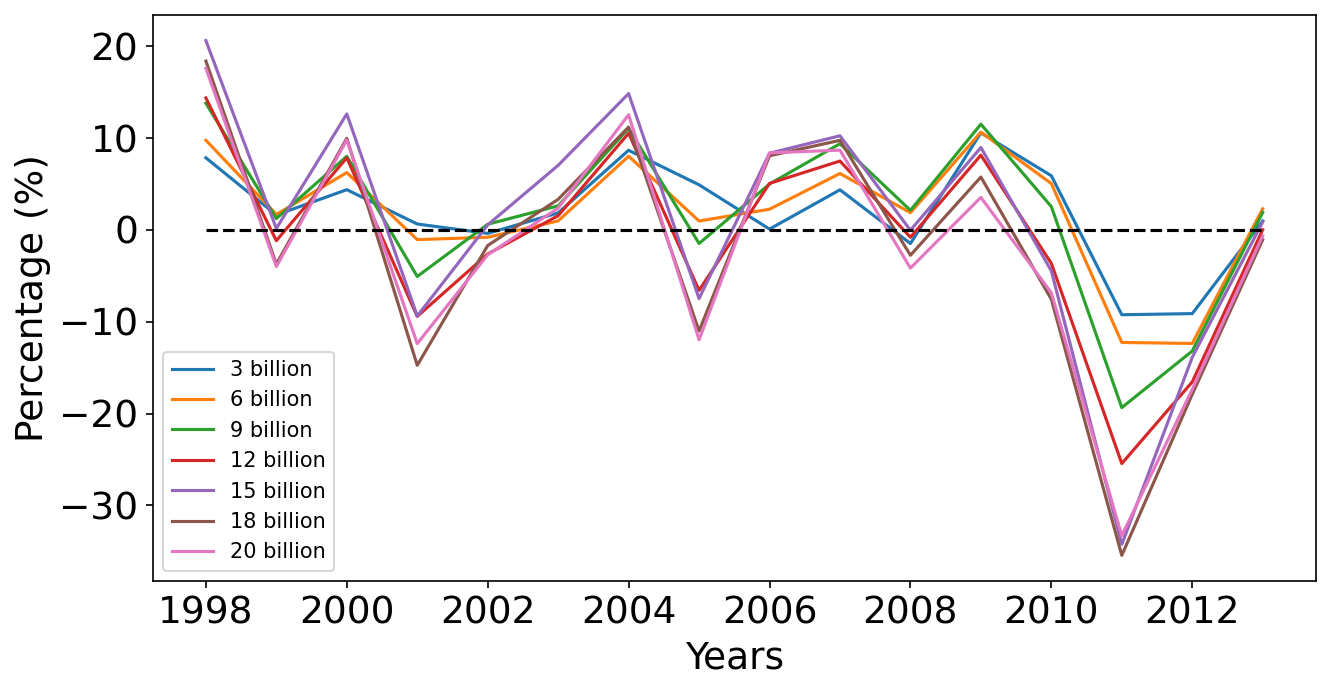 Percentage (%)
20
10
0
−10
−20
−30
3 billion
6 billion
9 billion
12 billion
15 billion
18 billion
20 billion
1998 2000 2002 2004 2006 2008 2010 2012
Years